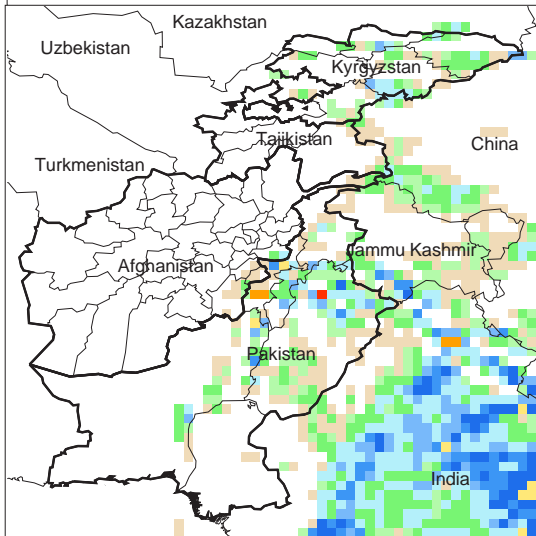 Kazakhstan
Uzbekistan
Kyrgyzstan
Tajikistan
China
Turkmenistan
Jammu Kashmir
Afghanistan
Pakistan
India